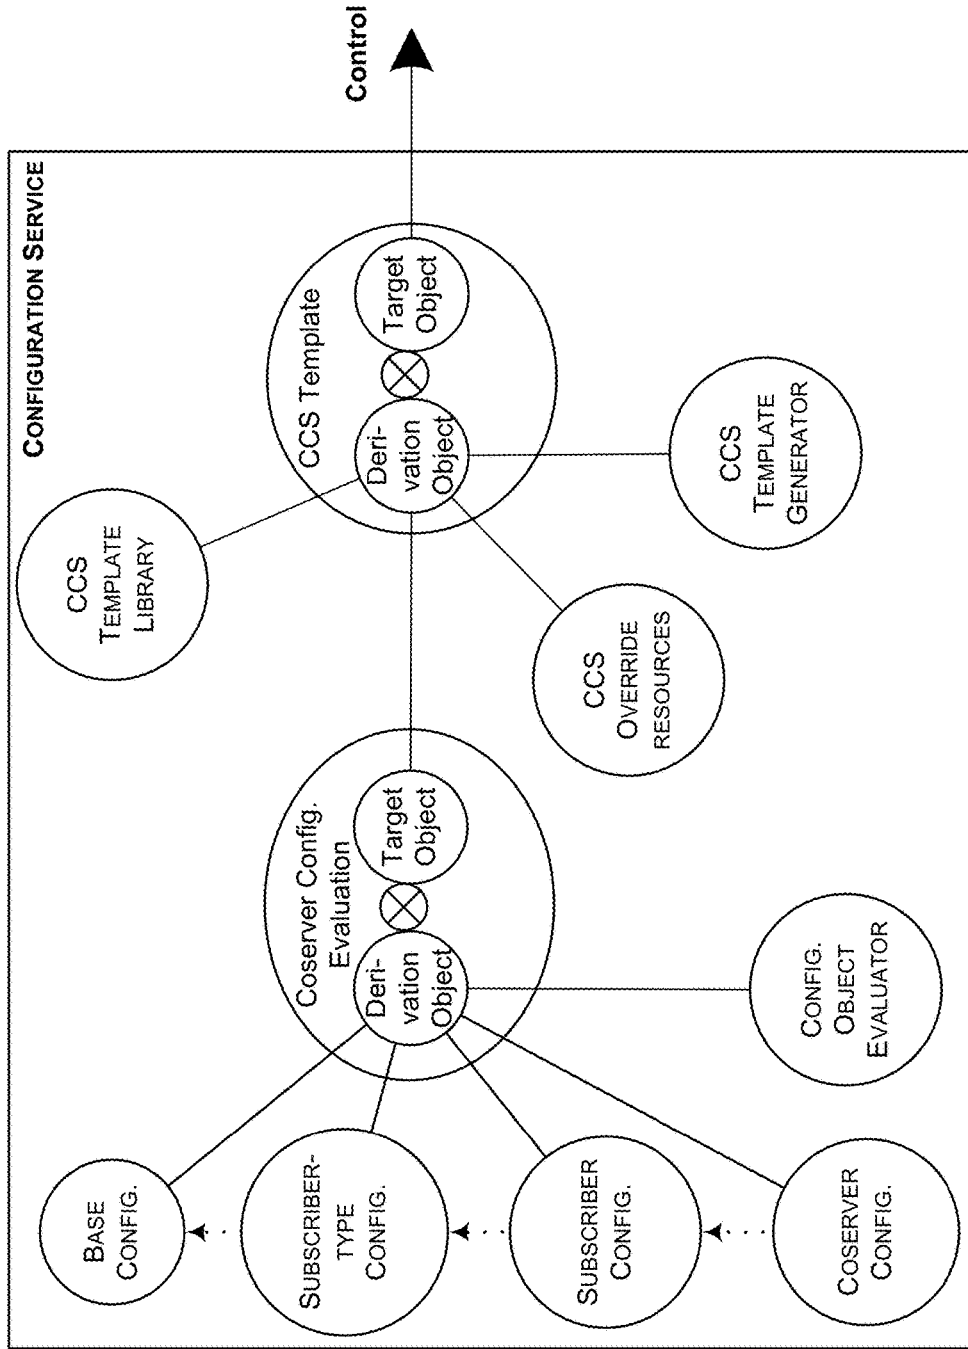 CONFIGURATION SERVICE
Control
BASE
CONFIG.
SUBSCRIBER-
TYPE
CONFIG.
SUBSCRIBER
CONFIG.
COSERVER
CONFIG.
Coserver Config.
Evaluation
Deri-
vation
Object
Target
Object
CONFIG.
OBJECT
EVALUATOR
CCS
TEMPLATE
LIBRARY
CCS
OVERRIDE
RESOURCES
CCS Template
Deri-
vation
Object
Target
Object
CCS
TEMPLATE
GENERATOR